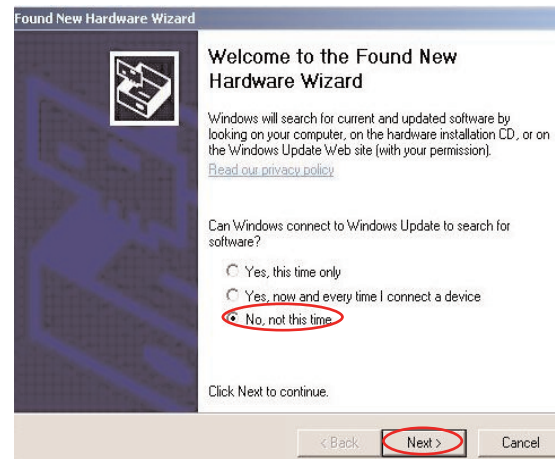 Found New Hardware Wizard
Welcome to the Found New
Hardware Wizard
Windows will search for current and updated software by
looking on your computer, on the hardware installation CD, or on
the Windows Update Web site (with your permission).
Read our privacy policy
Can Windows connect to Windows Update to search for
software?
Yes, this time only
Yes, now and every time I connect a device
No, not this time
Click Next to continue.
< Back
Next >
Cancel